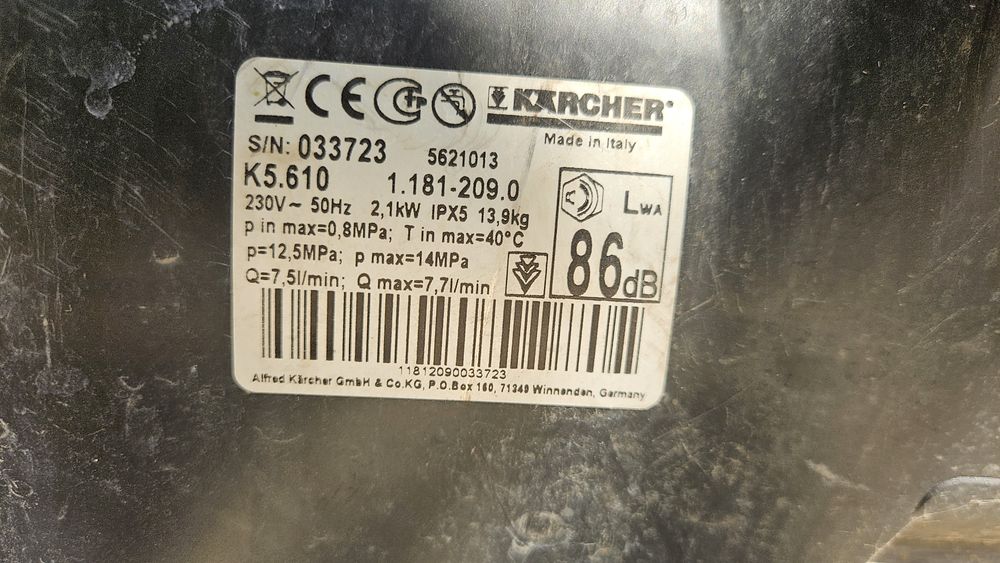 CE KÄRCHER®
Made in Italy
S/N: 033723 5621013
K5.610 1.181-209.0
230V~ 50Hz 2,1kW IPX5 13,9kg
p in max=0,8MPa; T in max=40°C
p=12,5MPa; p max=14MPa
Q=7,5l/min; Q max=7,7l/min
LWA
86dB
11812090033723
Alfred Kärcher GmbH & Co.KG, P.O.Box 160, 71349 Winnenden, Germany